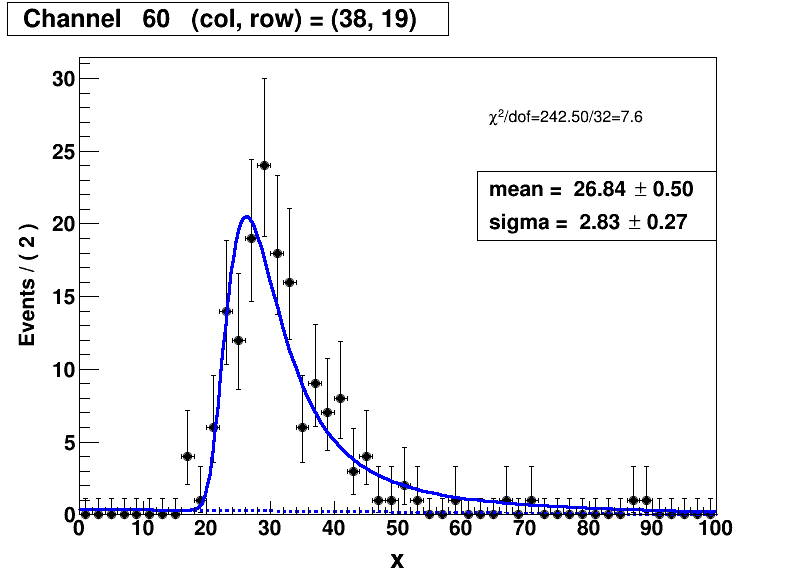 Channel 60 (col, row) = (38, 19)
χ²/dof=242.50/32=7.6
mean = 26.84 ± 0.50
sigma = 2.83 ± 0.27
Events / ( 2 )
30
25
20
15
10
5
0
0 10 20 30 40 50 60 70 80 90 100
x